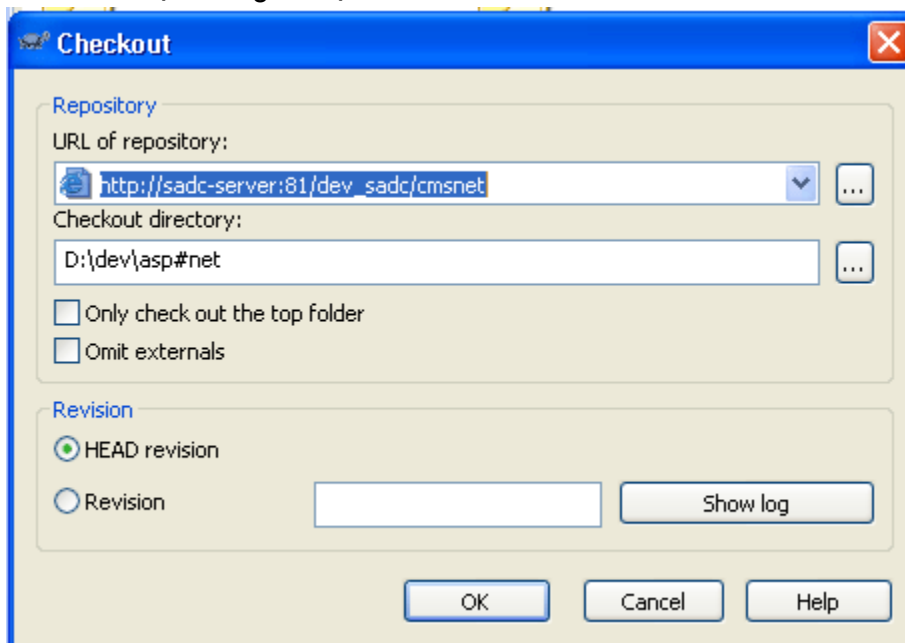 Checkout
Repository
URL of repository:
http://sadc-server:81/dev_sadc/cmsnet
...
Checkout directory:
D:\dev\asp#net
...
Only check out the top folder
Omit externals
Revision
HEAD revision
Revision
Show log
OK Cancel Help